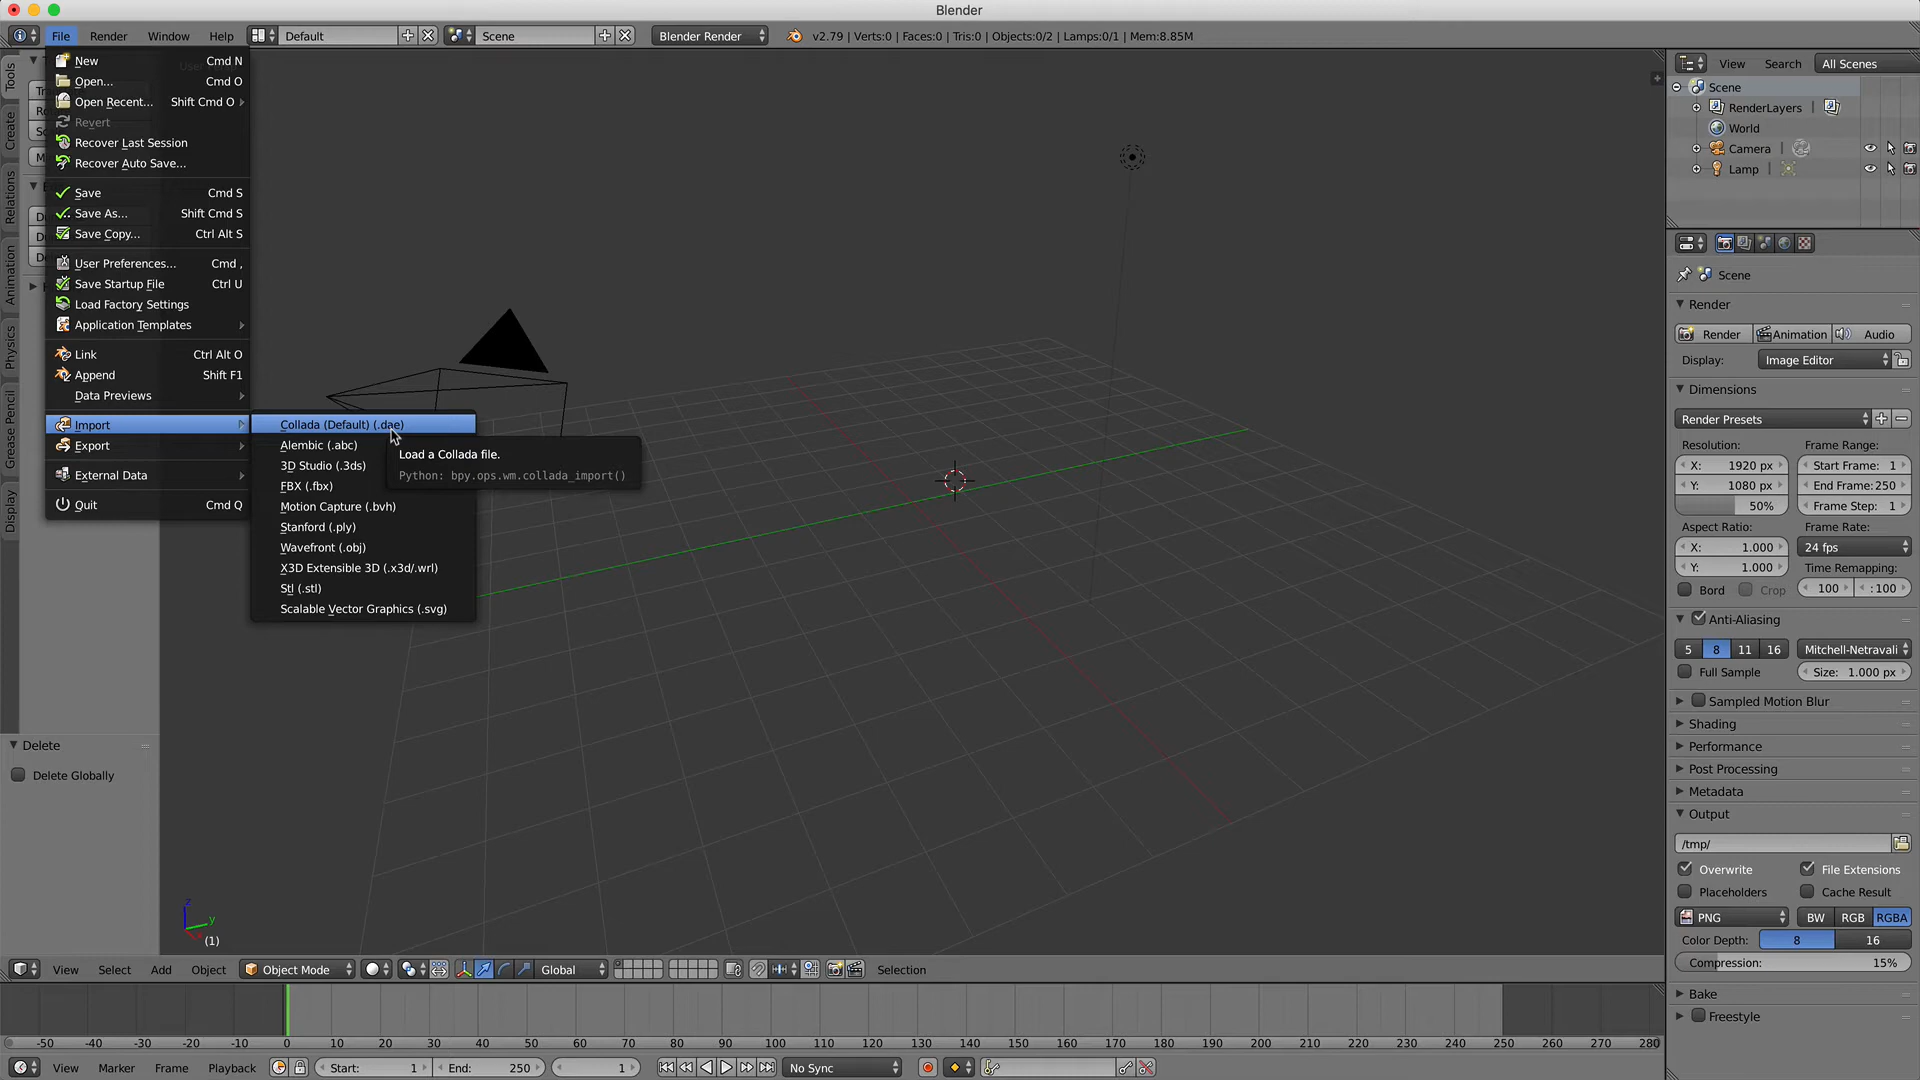 Blender
File Render Window Help Default Scene Blender Render v2.79 | Verts:0 | Faces:0 | Tris:0 | Objects:0/2 | Lamps:0/1 | Mem:8.85M
New Cmd N
Open... Cmd O
Open Recent... Shift Cmd O
Revert
Recover Last Session
Recover Auto Save...
Save Cmd S
Save As... Shift Cmd S
Save Copy... Ctrl Alt S
User Preferences... Cmd ,
Save Startup File Ctrl U
Load Factory Settings
Application Templates
Link Ctrl Alt O
Append Shift F1
Data Previews
Import
Export
External Data
Quit Cmd Q
Collada (Default) (.dae)
Alembic (.abc)
3D Studio (.3ds)
FBX (.fbx)
Motion Capture (.bvh)
Stanford (.ply)
Wavefront (.obj)
X3D Extensible 3D (.x3d/.wrl)
Stl (.stl)
Scalable Vector Graphics (.svg)
Load a Collada file.
Python: bpy.ops.wm.collada_import()
Tools
Create
Relations
Animation
Physics
Grease Pencil
Display
Delete
Delete Globally
z
y
(1)
View Search All Scenes
Scene
RenderLayers |
World
Camera |
Lamp |
Scene
Render
Render Animation Audio
Display: Image Editor
Dimensions
Render Presets
Resolution: Frame Range:
X: 1920 px Start Frame: 1
Y: 1080 px End Frame: 250
50% Frame Step: 1
Aspect Ratio: Frame Rate:
X: 1.000 24 fps
Y: 1.000 Time Remapping:
Bord Crop 100 : 100
Anti-Aliasing
5 8 11 16 Mitchell-Netravali
Full Sample Size: 1.000 px
Sampled Motion Blur
Shading
Performance
Post Processing
Metadata
Output
/tmp/
Overwrite File Extensions
Placeholders Cache Result
PNG BW RGB RGBA
Color Depth: 8 16
Compression: 15%
Bake
Freestyle
View Select Add Object Object Mode Global Selection
-50 -40 -30 -20 -10 0 10 20 30 40 50 60 70 80 90 100 110 120 130 140 150 160 170 180 190 200 210 220 230 240 250 260 270 280
View Marker Frame Playback Start: 1 End: 250 1 No Sync